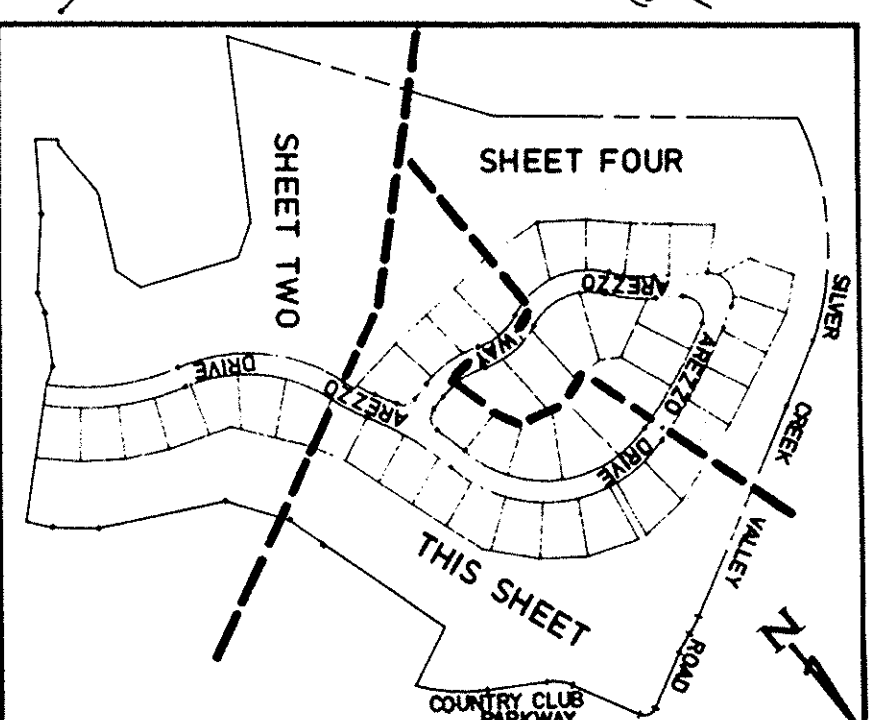 SHEET FOUR
SHEET TWO
AREZZO
WAY
SILVER
CREEK
VALLEY
ROAD
AREZZO
DRIVE
AREZZO
DRIVE
THIS SHEET
N
COUNTRY CLUB
PARKWAY